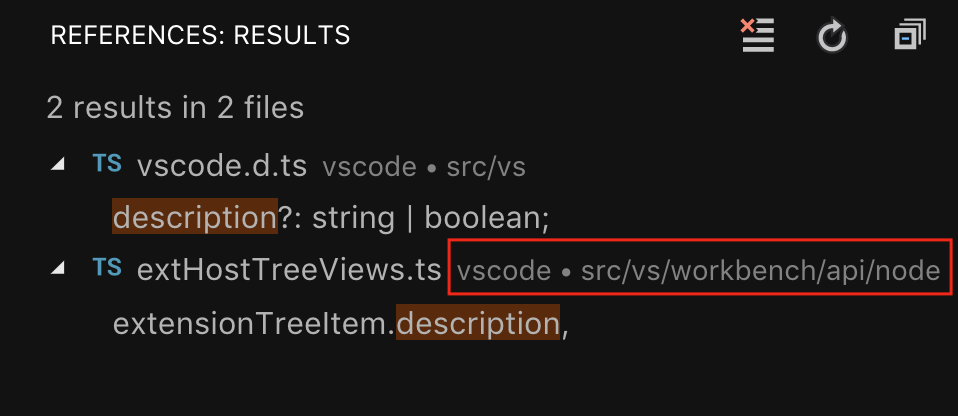 REFERENCES: RESULTS
2 results in 2 files
TS vscode.d.ts vscode • src/vs
description?: string | boolean;
TS extHostTreeViews.ts vscode • src/vs/workbench/api/node
extensionTreeItem.description,